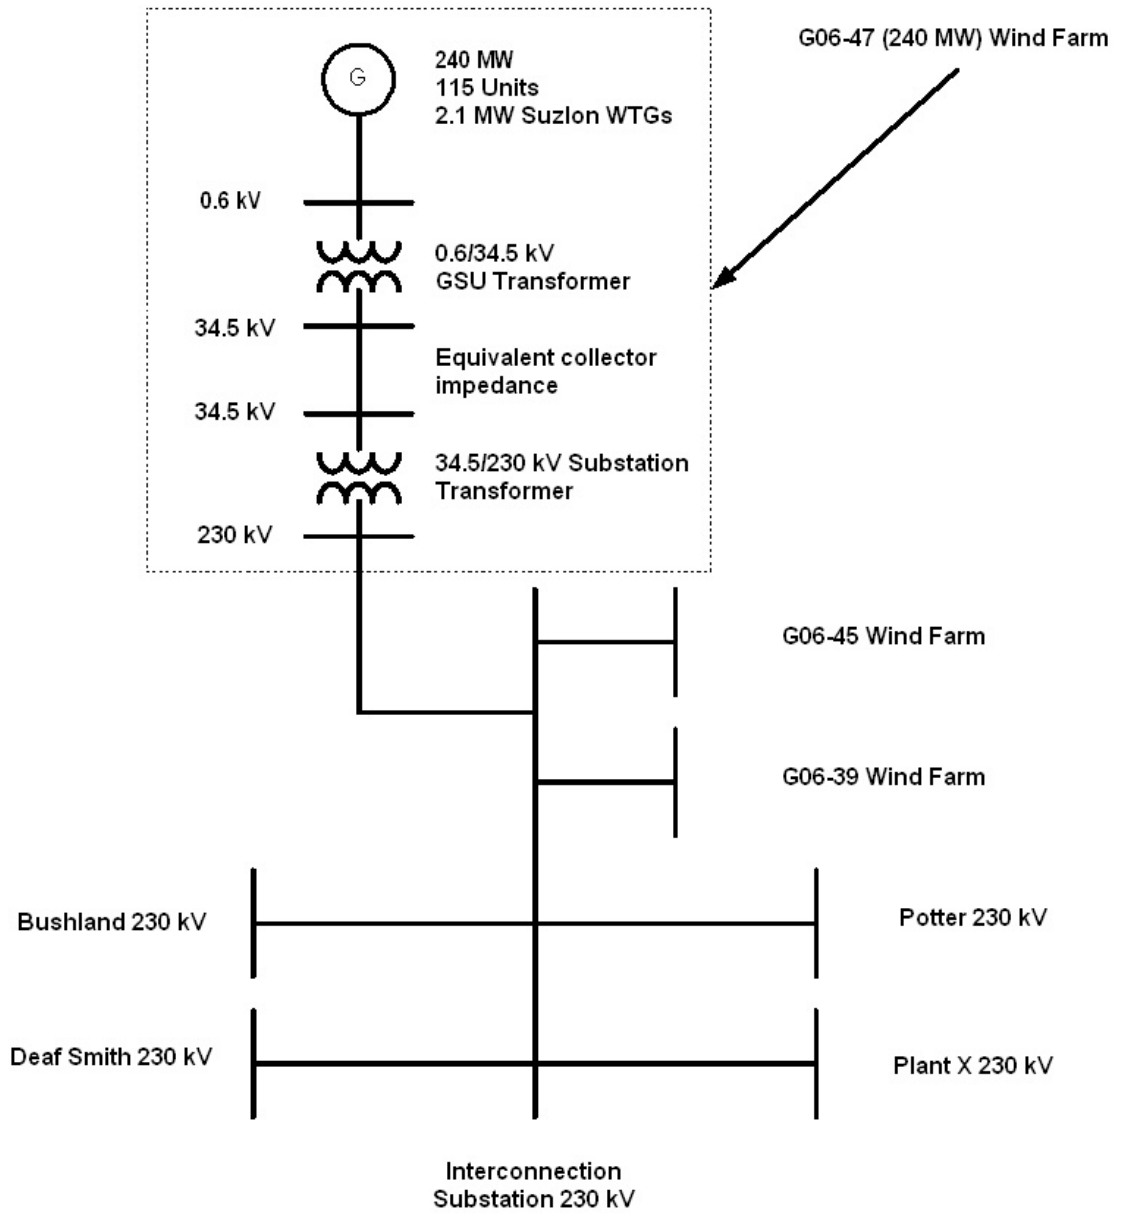 G06-47 (240 MW) Wind Farm
G
240 MW
115 Units
2.1 MW Suzlon WTGs
0.6 kV
0.6/34.5 kV
GSU Transformer
34.5 kV
Equivalent collector
impedance
34.5 kV
34.5/230 kV Substation
Transformer
230 kV
G06-45 Wind Farm
G06-39 Wind Farm
Bushland 230 kV
Potter 230 kV
Deaf Smith 230 kV
Plant X 230 kV
Interconnection
Substation 230 kV